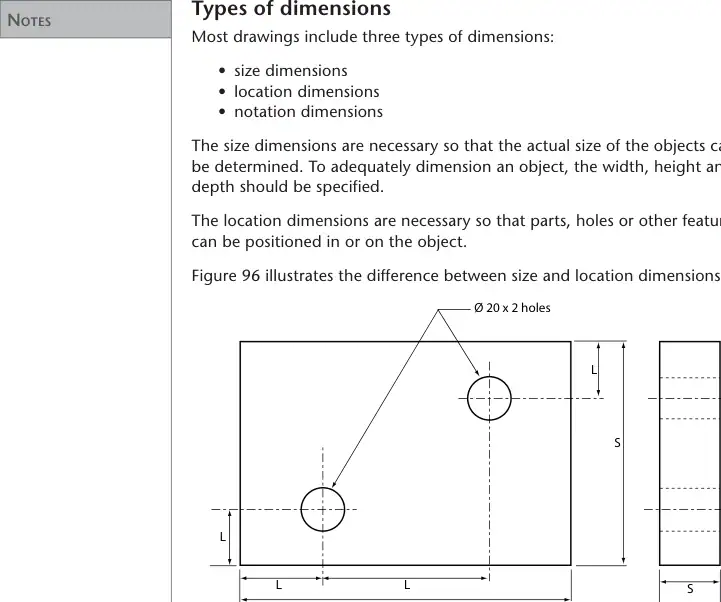 NOTES
Types of dimensions
Most drawings include three types of dimensions:
• size dimensions
• location dimensions
• notation dimensions
The size dimensions are necessary so that the actual size of the objects
be determined. To adequately dimension an object, the width, height
depth should be specified.
The location dimensions are necessary so that parts, holes or other
can be positioned in or on the object.
Figure 96 illustrates the difference between size and location dimensions
Ø 20 x 2 holes
L
S
L
L
L
S